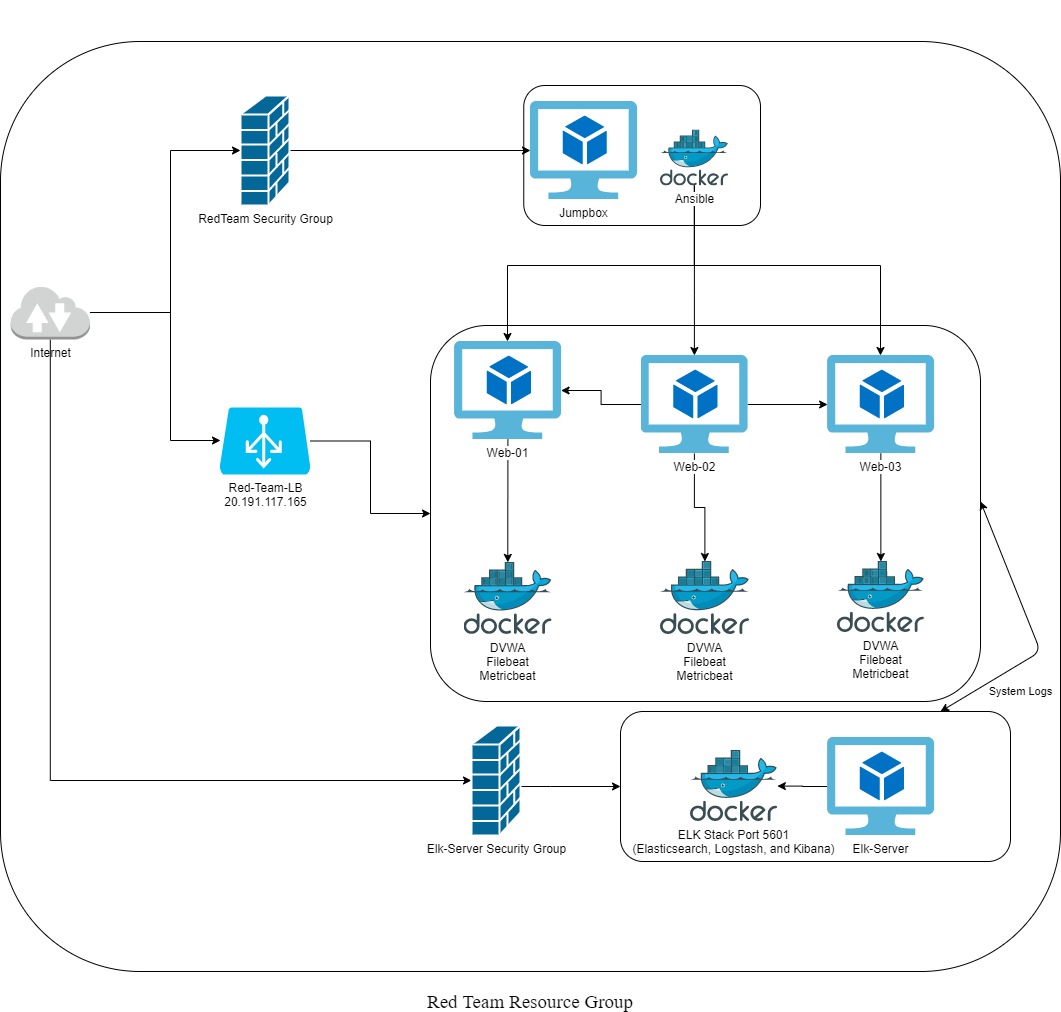 docker
Ansible
Jumpbox
RedTeam Security Group
Internet
Red-Team-LB
20.191.117.165
Web-01
Web-02
Web-03
docker
DVWA
Filebeat
Metricbeat
docker
DVWA
Filebeat
Metricbeat
docker
DVWA
Filebeat
Metricbeat
System Logs
docker
ELK Stack Port 5601
(Elasticsearch, Logstash, and Kibana)
Elk-Server
Elk-Server Security Group
Red Team Resource Group